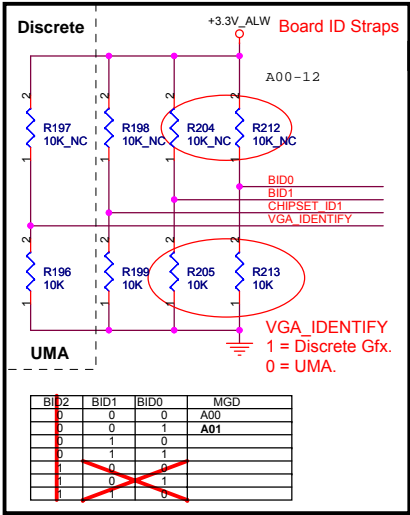 Discrete
+3.3V_ALW
Board ID Straps
A00-12
2 2 2 2
R197 R198 R204 R212
10K_NC 10K_NC 10K_NC 10K_NC
1 1 1 1
BID0
BID1
CHIPSET_ID1
VGA_IDENTIFY
2 2 2 2
R196 R199 R205 R213
10K 10K 10K 10K
1 1 1 1
VGA_IDENTIFY
1 = Discrete Gfx.
0 = UMA.
UMA
BID2 BID1 BID0 MGD
0 0 0 A00
0 0 1 A01
0 1 0
0 1 1
1 0 0
1 0 1
1 1 0
1 1 1